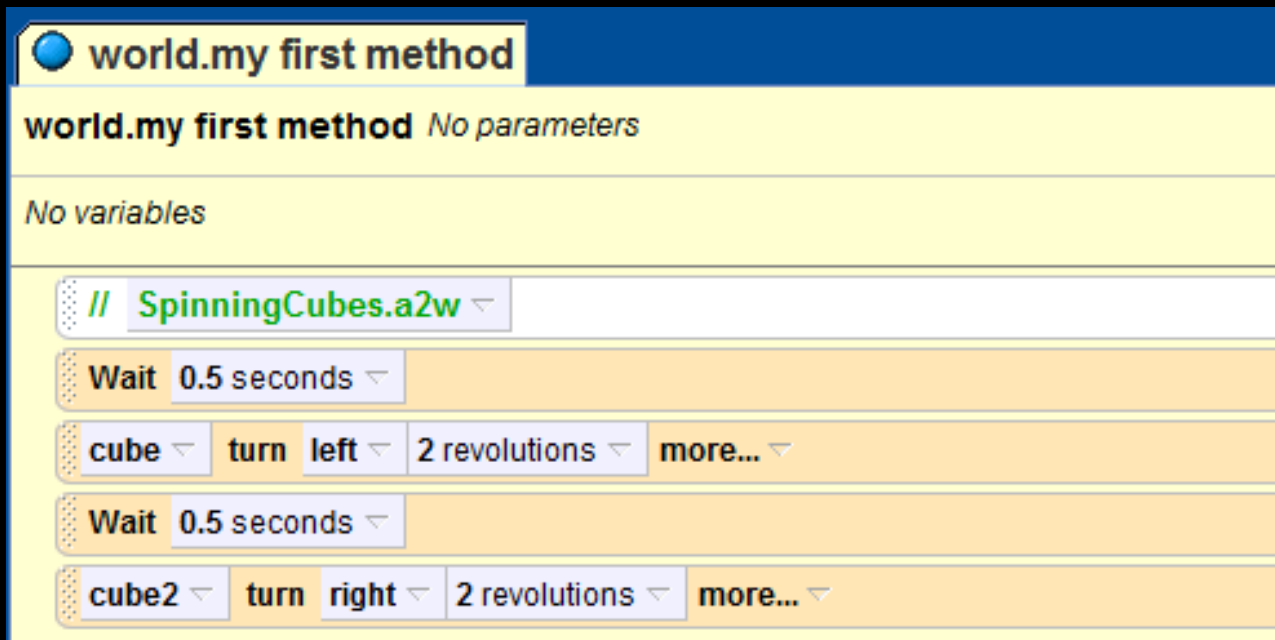 world.my first method
world.my first method No parameters
No variables
// SpinningCubes.a2w
Wait 0.5 seconds
cube turn left 2 revolutions more...
Wait 0.5 seconds
cube2 turn right 2 revolutions more...